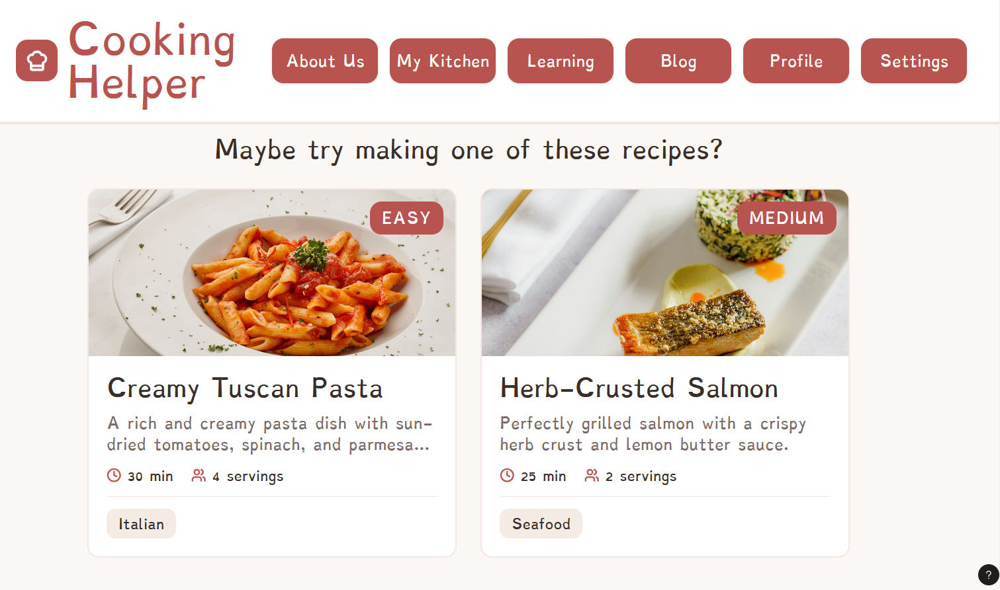 Cooking
Helper
About Us
My Kitchen
Learning
Blog
Profile
Settings
Maybe try making one of these recipes?
EASY
Creamy Tuscan Pasta
A rich and creamy pasta dish with sun-
dried tomatoes, spinach, and parmesa...
30 min
4 servings
Italian
MEDIUM
Herb-Crusted Salmon
Perfectly grilled salmon with a crispy
herb crust and lemon butter sauce.
25 min
2 servings
Seafood
?